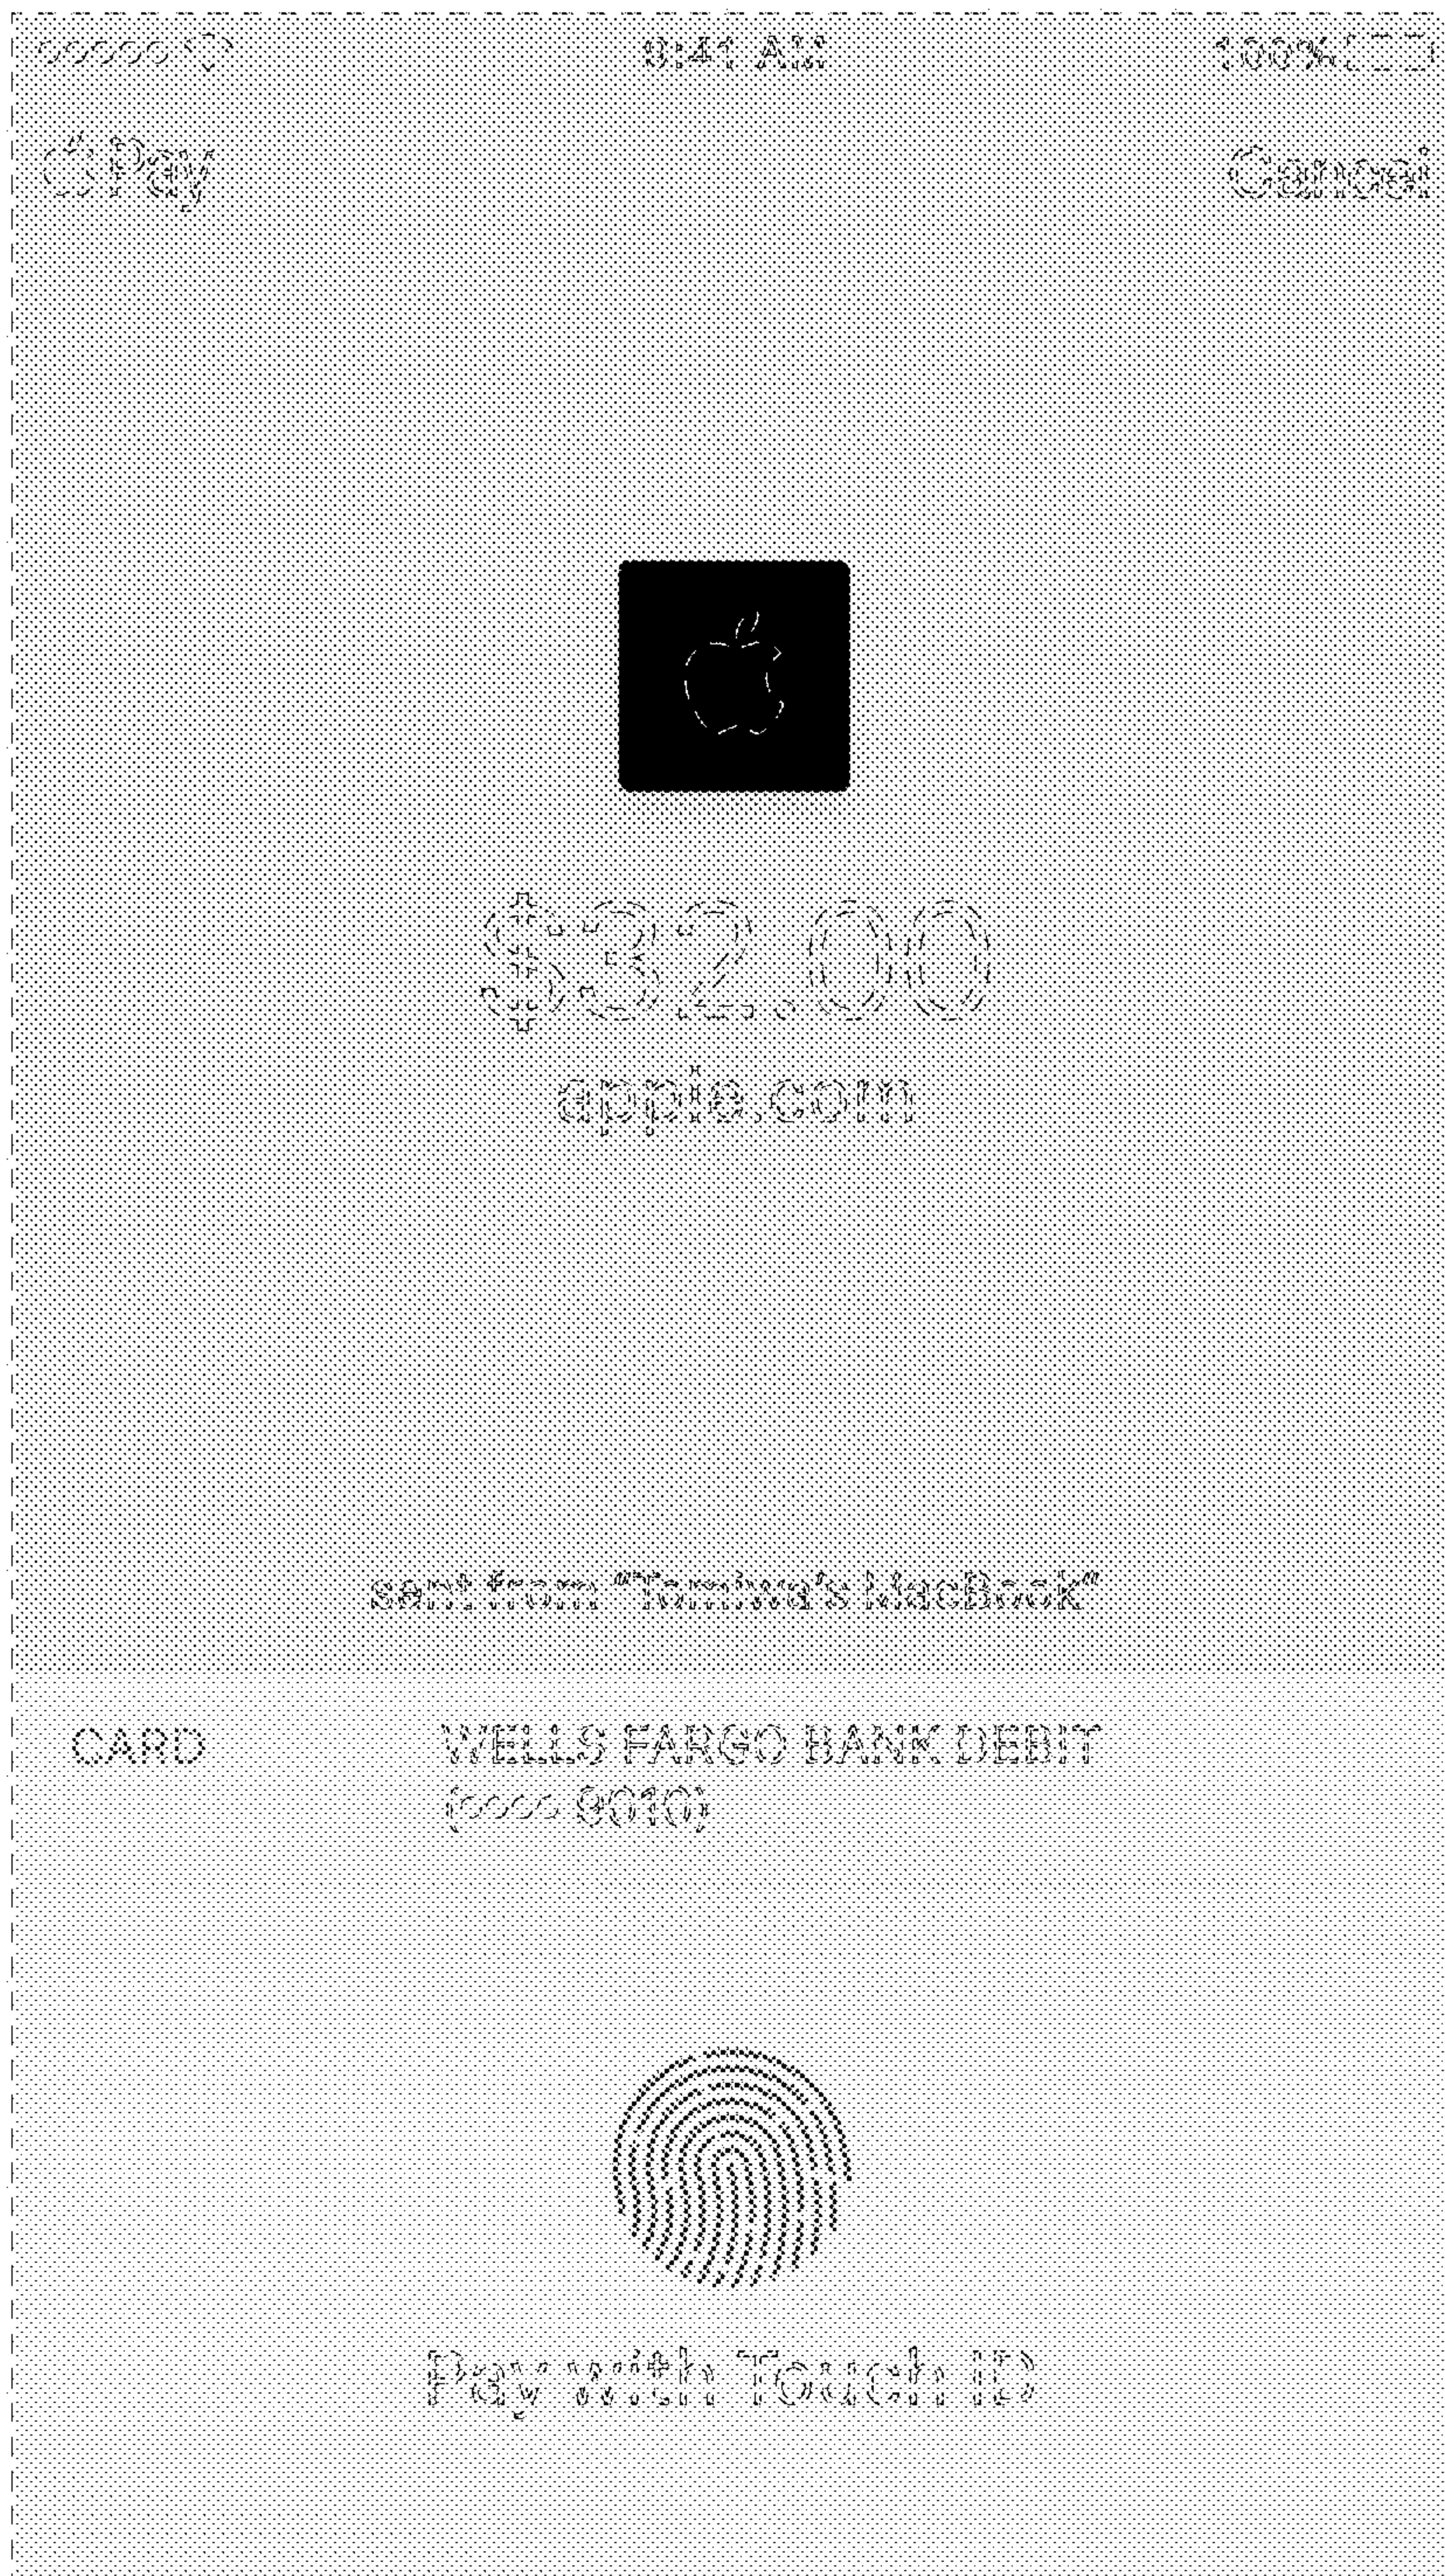 9:41 AM 100%
Pay Cancel
$32.00
apple.com
sent from "Tomiwa's MacBook"
CARD WELLS FARGO BANK DEBIT
(•••• 9010)
Pay with Touch ID